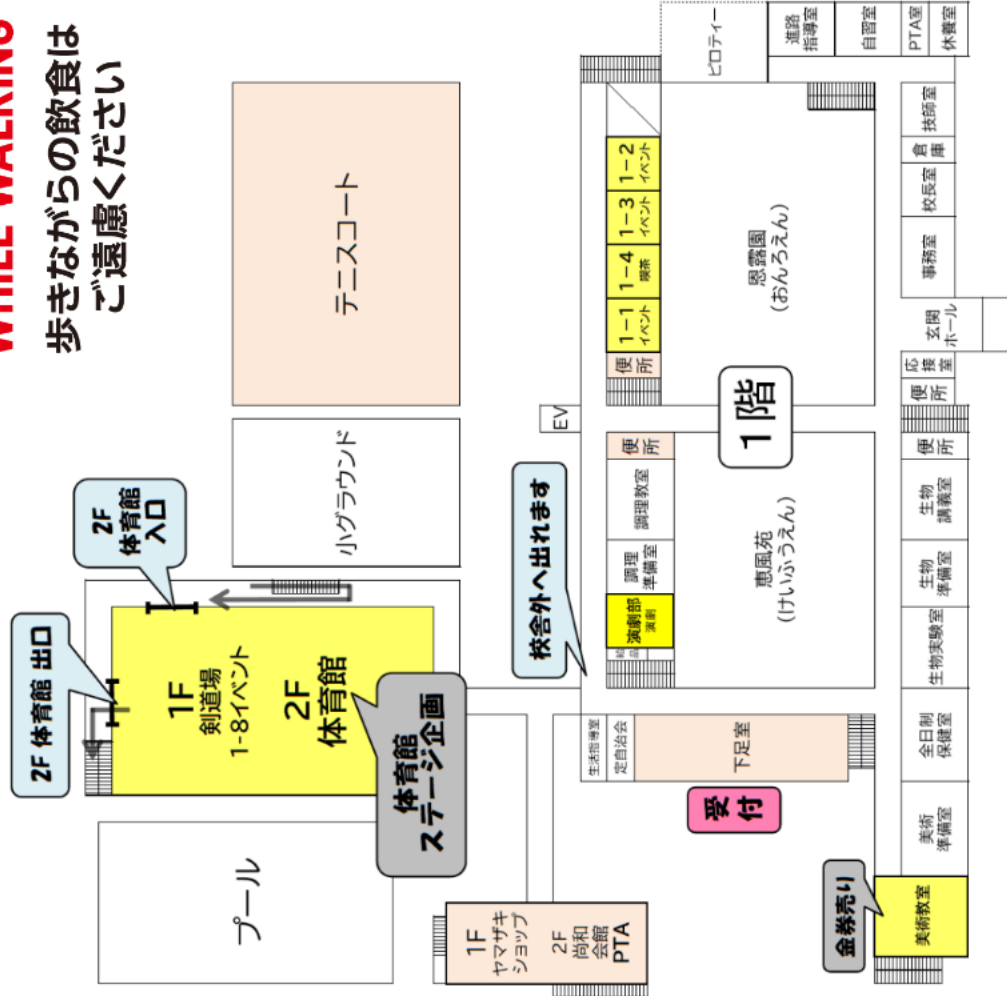 WHILE WALKING
歩きながらの飲食は
ご遠慮ください
2F 体育館 出口
2F
体育館
入口
1F
剣道場
1-8イベント
2F
体育館
体育館
ステージ企画
プール
小グラウンド
テニスコート
1F
ヤマザキ
ショップ
2F
尚和
会館
PTA
校舎外へ出れます
EV
生活指導室
定自治会
下足室
受付
演劇部
演劇
調理
準備室
調理教室
便所
便所
1-1
イベント
1-4
喫茶
1-3
イベント
1-2
イベント
ピロティー
進路
指導室
自習室
PTA室
休養室
恵風苑
(けいふうえん)
1階
恩露園
(おんろえん)
金券売り
美術教室
美術
準備室
全日制
保健室
生物実験室
生物
準備室
生物
講義室
便所
便所
応接室
玄関
ホール
事務室
校長室
倉庫
技師室